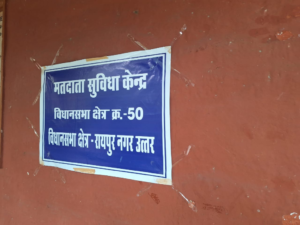 मतदाता सुविधा केन्द्र
विधानसभा क्षेत्र क्र.-50
विधानसभा क्षेत्र - रायपुर नगर उत्तर